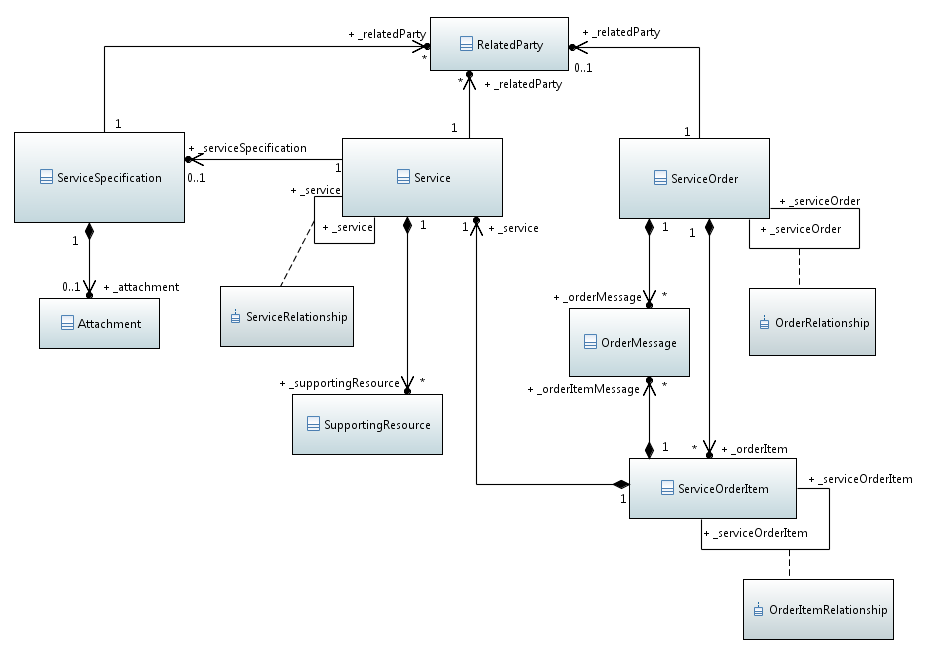 + _relatedParty
*
RelatedParty
+ _relatedParty
0..1
* + _relatedParty
1
1
1
ServiceSpecification
+ _serviceSpecification
0..1
1
Service
ServiceOrder
+ _service
+ _service
1
1
1 + _service
1
1
+ _serviceOrder
+ _serviceOrder
0..1 + _attachment
Attachment
ServiceRelationship
+ _orderMessage *
OrderMessage
OrderRelationship
+ _supportingResource *
SupportingResource
+ _orderItemMessage *
1
* + _orderItem
ServiceOrderItem
1
+ _serviceOrderItem
+ _serviceOrderItem
OrderItemRelationship